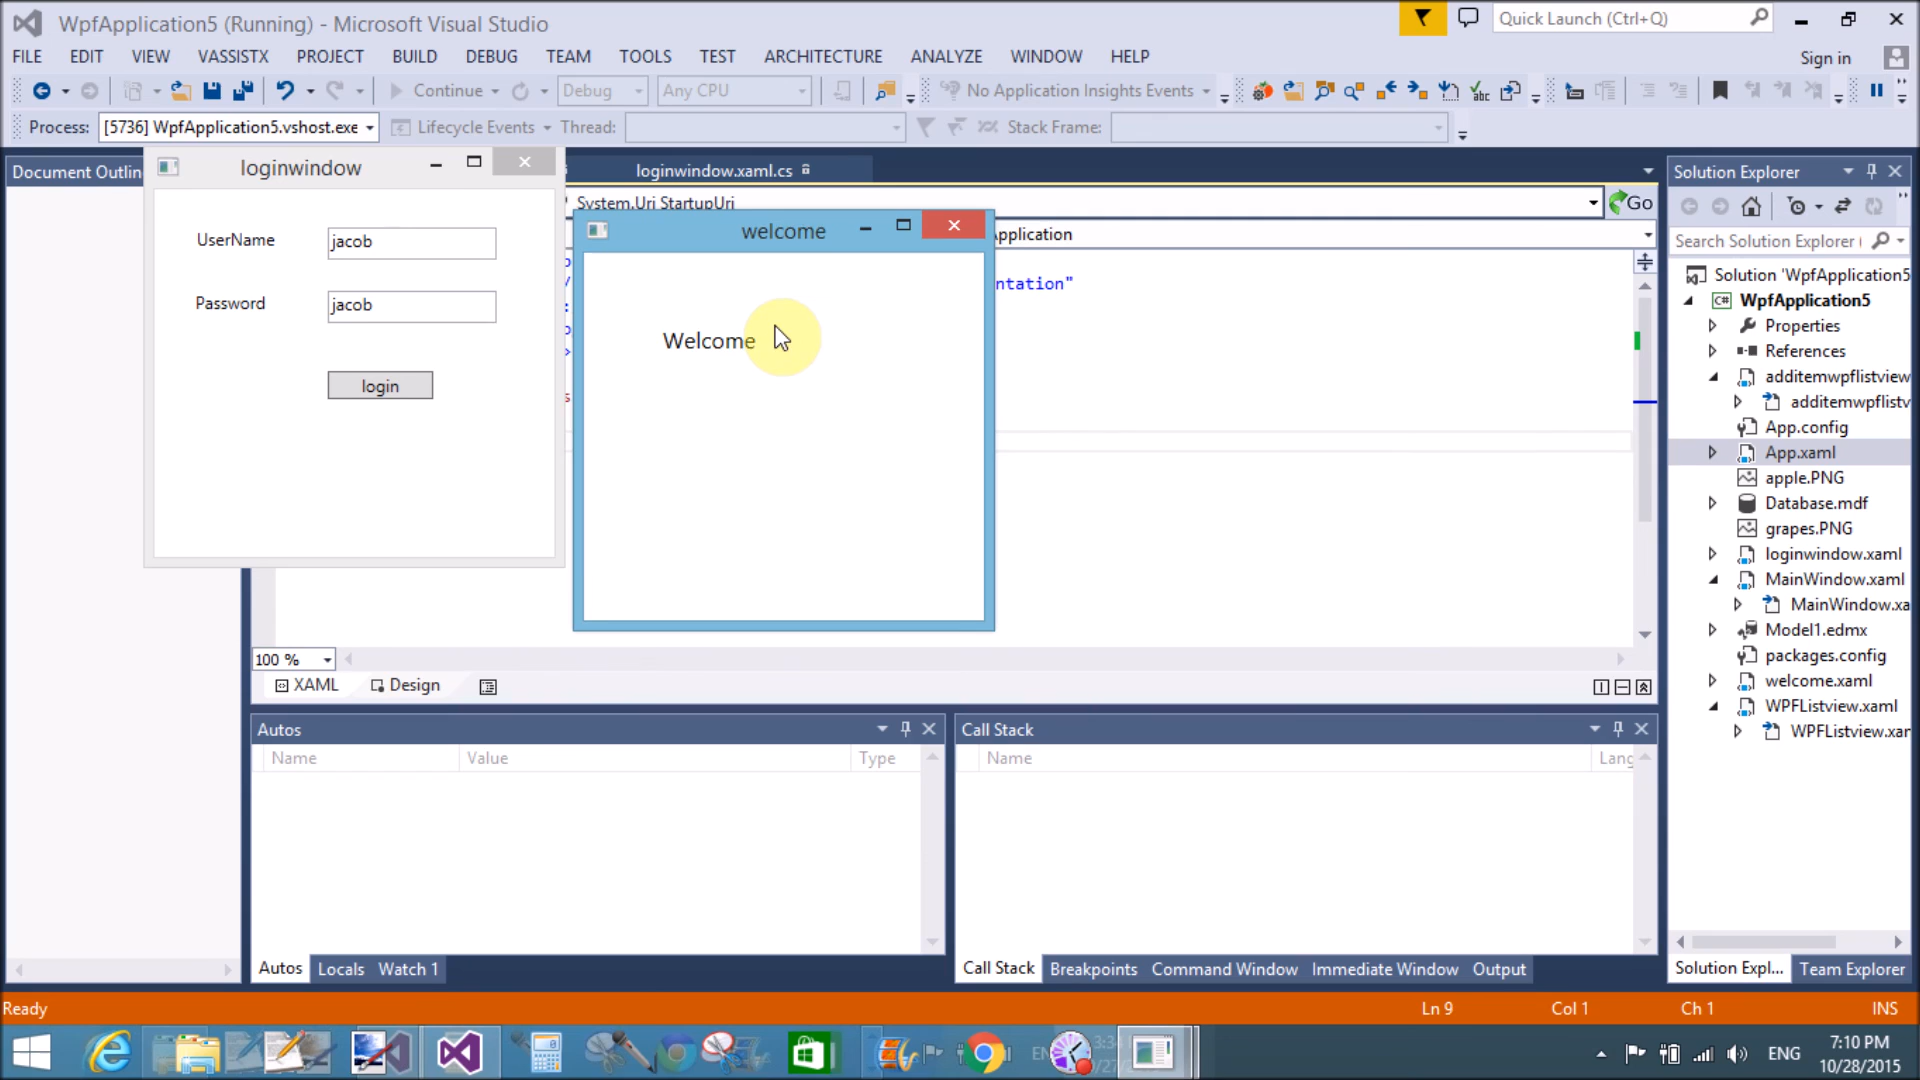 WpfApplication5 (Running) - Microsoft Visual Studio
Quick Launch (Ctrl+Q)
FILE EDIT VIEW VASSISTX PROJECT BUILD DEBUG TEAM TOOLS TEST ARCHITECTURE ANALYZE WINDOW HELP
Sign in
Continue Debug Any CPU No Application Insights Events
Process: [5736] WpfApplication5.vshost.exe Lifecycle Events Thread: Stack Frame:
Document Outlin
loginwindow
loginwindow.xaml.cs
System.Uri StartupUri
Go
welcome
pplication
ntation"
UserName jacob
Password jacob
login
Welcome
Solution Explorer
Search Solution Explorer (
Solution 'WpfApplication5
WpfApplication5
Properties
References
additemwpflistview
additemwpflistv
App.config
App.xaml
apple.PNG
Database.mdf
grapes.PNG
loginwindow.xaml
MainWindow.xaml
MainWindow.xa
Model1.edmx
packages.config
welcome.xaml
WPFListview.xaml
WPFListview.xar
100 %
XAML Design
Autos
Name Value Type
Call Stack
Name Lang
Autos Locals Watch 1
Call Stack Breakpoints Command Window Immediate Window Output
Solution Expl... Team Explorer
Ready Ln 9 Col 1 Ch 1 INS
ENG
7:10 PM
10/28/2015